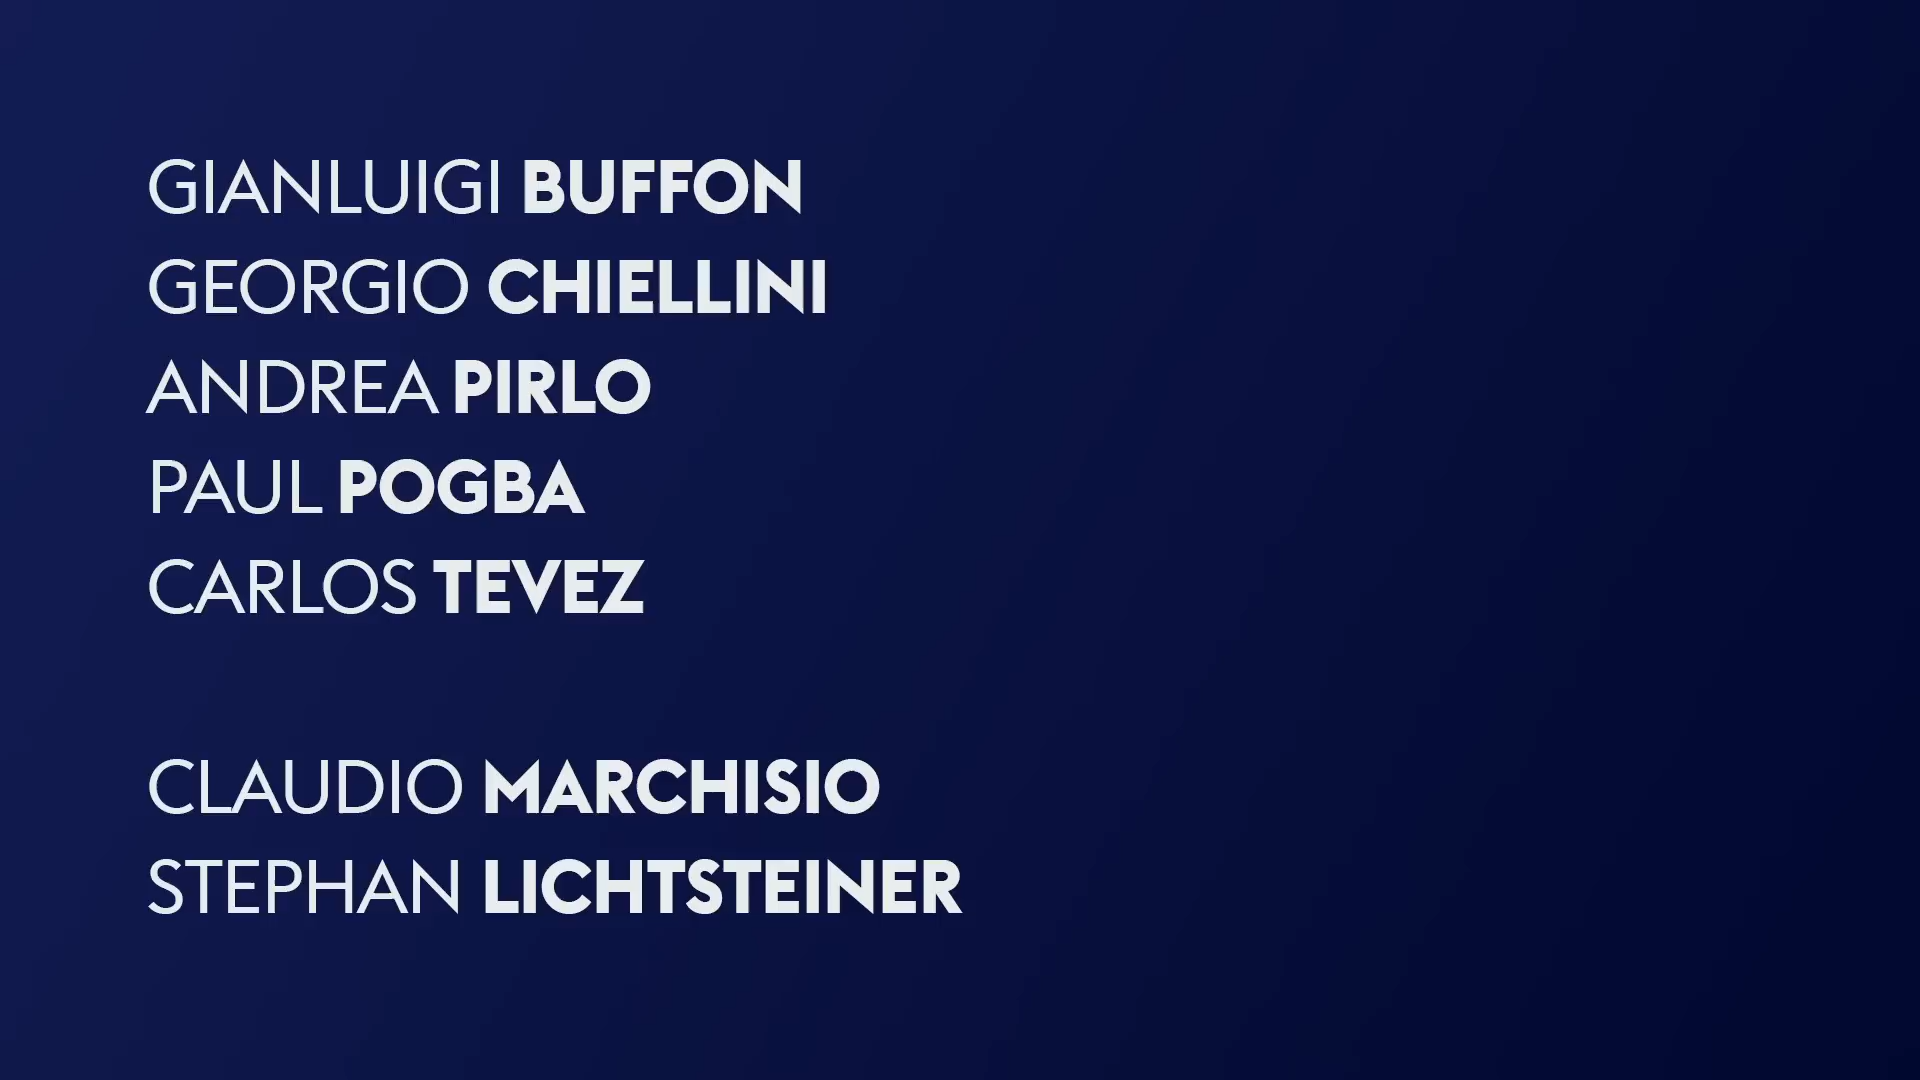 GIANLUIGI BUFFON
GEORGIO CHIELLINI
ANDREA PIRLO
PAUL POGBA
CARLOS TEVEZ
CLAUDIO MARCHISIO
STEPHAN LICHTSTEINER